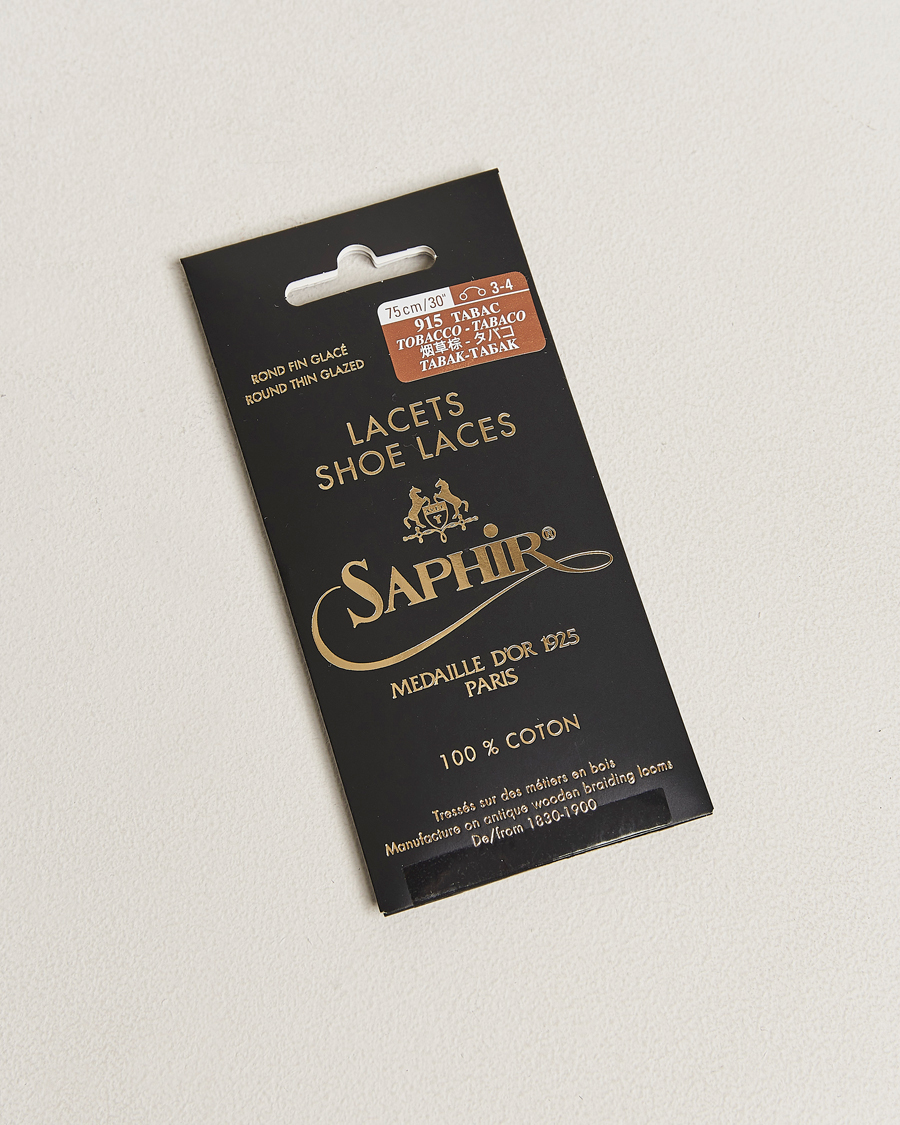 75cm/30" 3-4
915 TABAC
TOBACCO - TABACO
烟草棕 - タバコ
TABAK-ТАБАК
ROND FIN GLACÉ
ROUND THIN GLAZED
LACETS
SHOE LACES
SAPHIR®
MEDAILLE D'OR 1925
PARIS
100 % COTON
Tressés sur des métiers en bois
Manufacture on antique wooden braiding looms
De/from 1830-1900